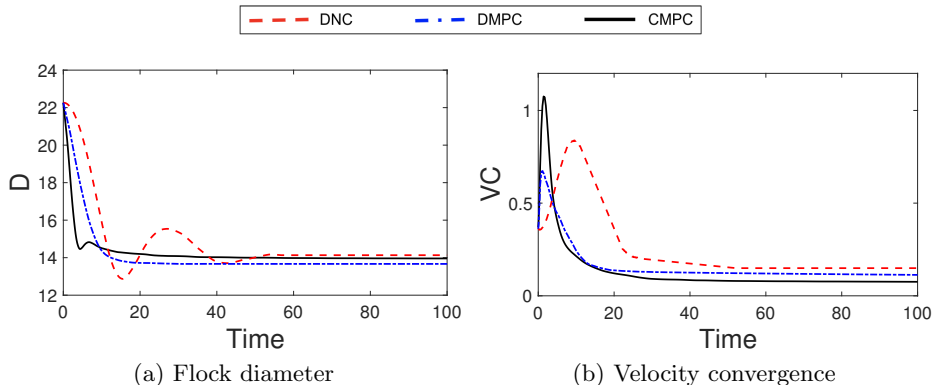 DNC DMPC CMPC
24
22
20
18
16
14
12
D
0 20 40 60 80 100
Time
(a) Flock diameter
1
0.5
0
VC
0 20 40 60 80 100
Time
(b) Velocity convergence